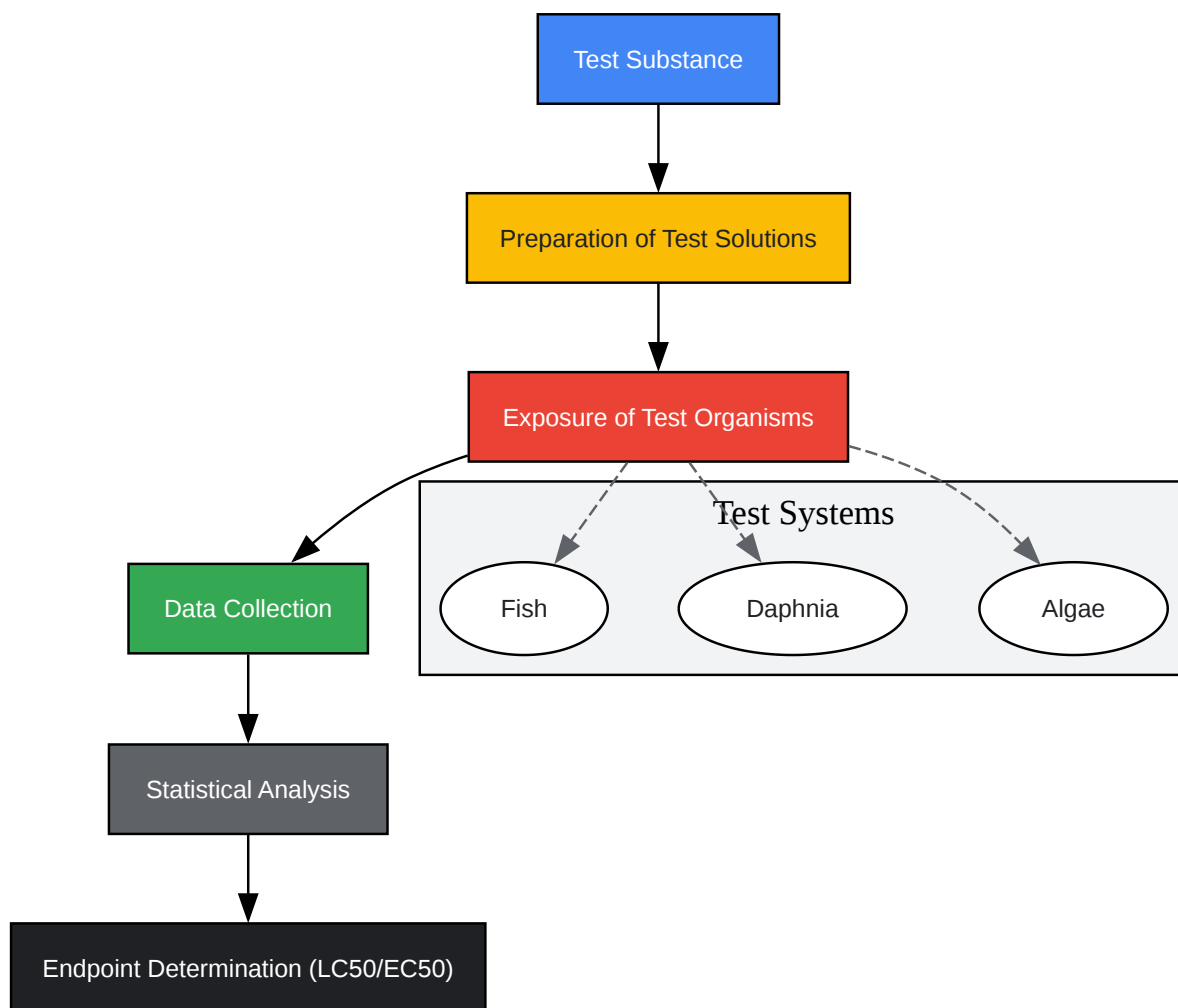 Test Substance
Preparation of Test Solutions
Exposure of Test Organisms
Test Systems
Data Collection
Fish
Daphnia
Algae
Statistical Analysis
Endpoint Determination (LC50/EC50)